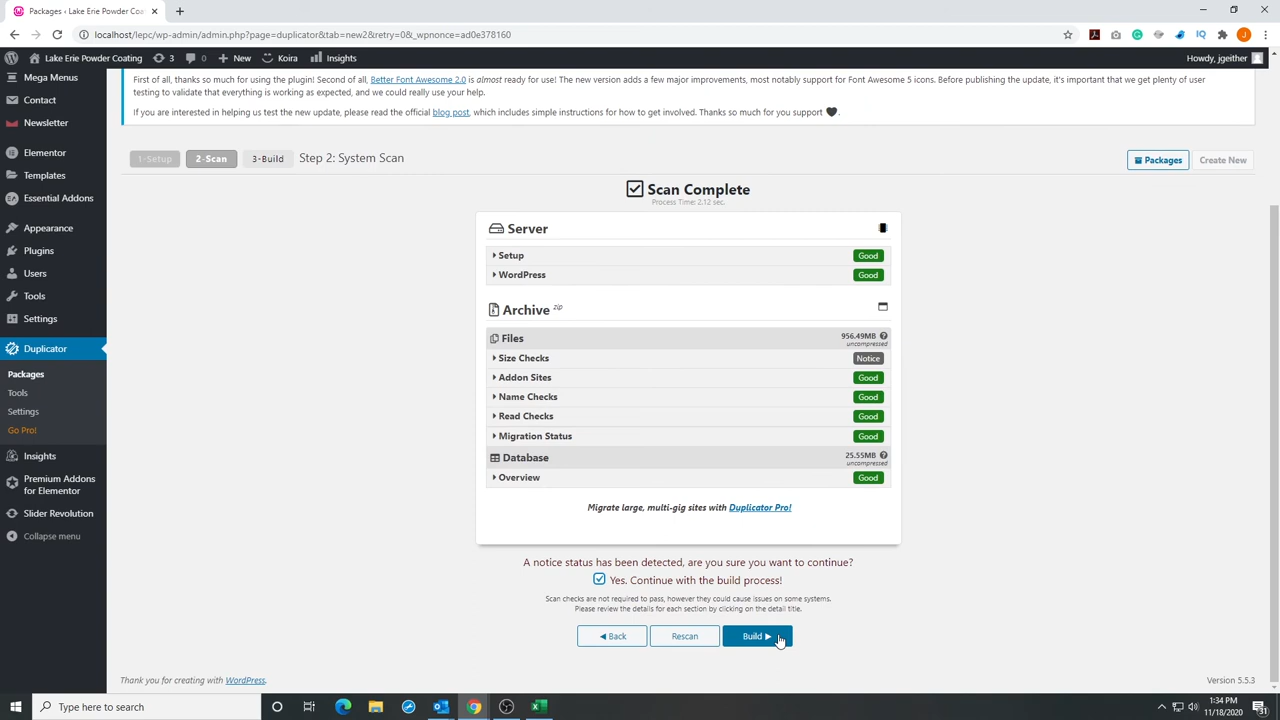 Packages ‹ Lake Erie Powder Coat
localhost/lepc/wp-admin/admin.php?page=duplicator&tab=new2&retry=0&_wpnonce=ad0e378160
Lake Erie Powder Coating 3 0 New Koira Insights Howdy, jgeither
Mega Menus
Contact
Newsletter
Elementor
Templates
Essential Addons
Appearance
Plugins
Users
Tools
Settings
Duplicator
Packages
Tools
Settings
Go Pro!
Insights
Premium Addons
for Elementor
Slider Revolution
Collapse menu
First of all, thanks so much for using the plugin! Second of all, Better Font Awesome 2.0 is almost ready for use! The new version adds a few major improvements, most notably support for Font Awesome 5 icons. Before publishing the update, it's important that we get plenty of user
testing to validate that everything is working as expected, and we could really use your help.
If you are interested in helping us test the new update, please read the official blog post, which includes simple instructions for how to get involved. Thanks so much for you support ♥.
1-Setup 2-Scan 3-Build Step 2: System Scan Packages Create New
Scan Complete
Process Time: 2.12 sec.
Server
Setup Good
WordPress Good
Archive zip
Files 956.49MB
uncompressed
Size Checks Notice
Addon Sites Good
Name Checks Good
Read Checks Good
Migration Status Good
Database 25.55MB
uncompressed
Overview Good
Migrate large, multi-gig sites with Duplicator Pro!
A notice status has been detected, are you sure you want to continue?
Yes. Continue with the build process!
Scan checks are not required to pass, however they could cause issues on some systems.
Please review the details for each section by clicking on the detail title.
◀ Back Rescan Build ▶
Thank you for creating with WordPress. Version 5.5.3
Type here to search
1:34 PM
11/18/2020
31